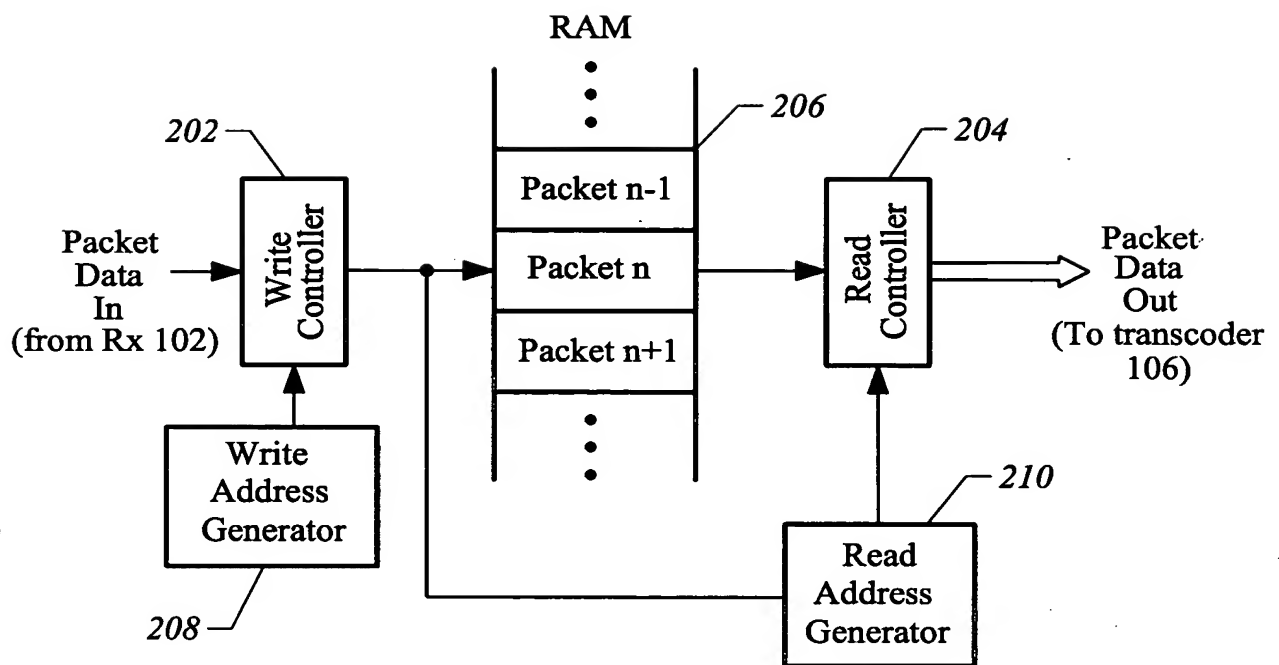 RAM
206
202
204
Packet n-1
Write
Controller
Read
Controller
Packet
Data
In
(from Rx 102)
Packet n
Packet
Data
Out
(To transcoder
106)
Packet n+1
Write
Address
Generator
210
Read
Address
Generator
208